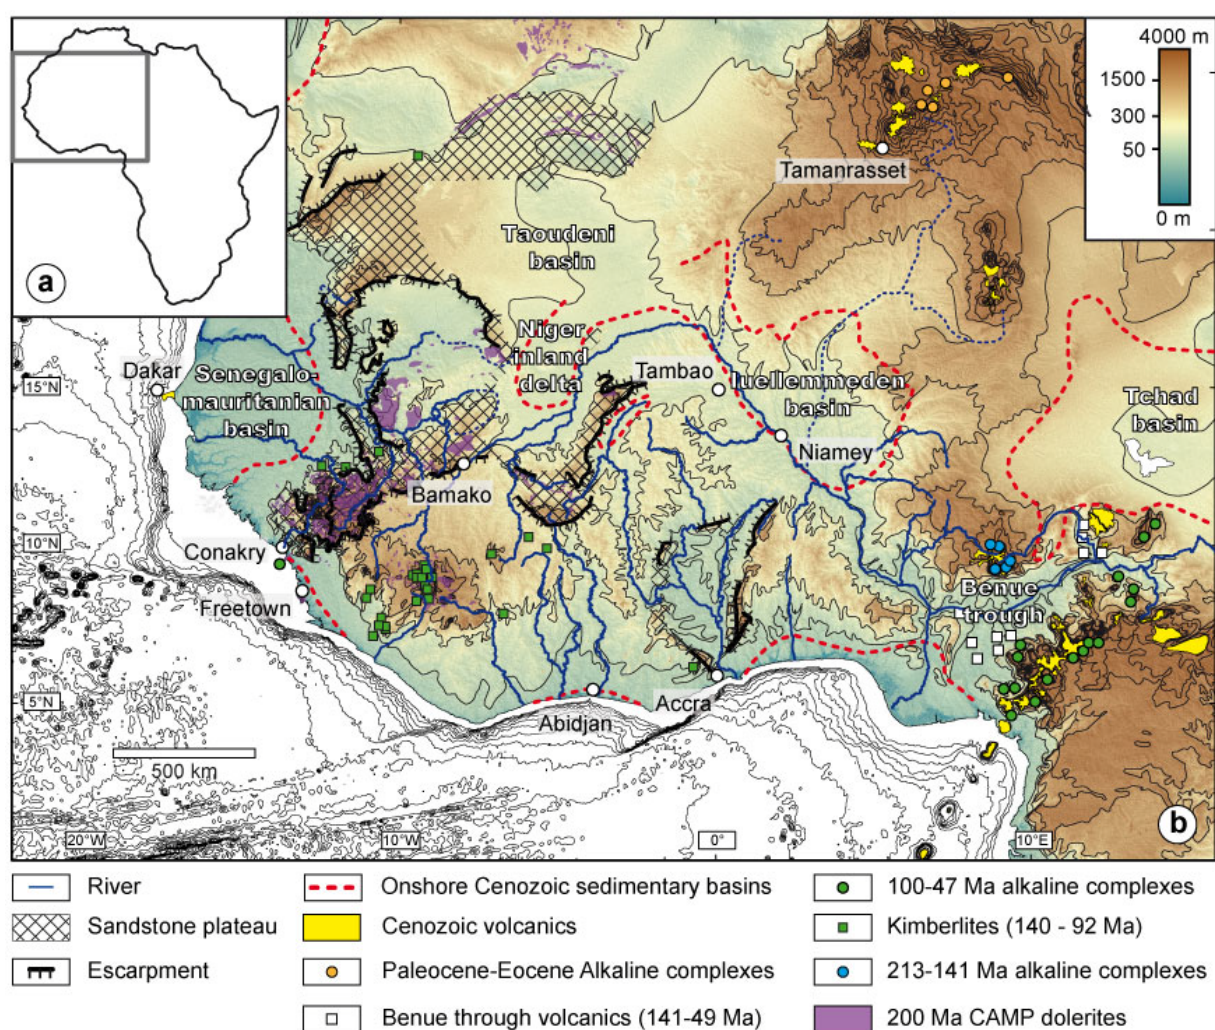 a
4000 m
1500
300
50
0 m
Tamanrasset
Taoudeni
basin
Niger
inland
delta
Dakar
15°N
Senegalo-
mauritanian
basin
Tambao
Iuellemmeden
basin
Tchad
basin
Niamey
Bamako
10°N
Conakry
Freetown
Benue
trough
5°N
Accra
Abidjan
500 km
b
20°W
10°W
0°
10°E
River
Onshore Cenozoic sedimentary basins
100-47 Ma alkaline complexes
Sandstone plateau
Cenozoic volcanics
Kimberlites (140 - 92 Ma)
Escarpment
Paleocene-Eocene Alkaline complexes
213-141 Ma alkaline complexes
Benue through volcanics (141-49 Ma)
200 Ma CAMP dolerites